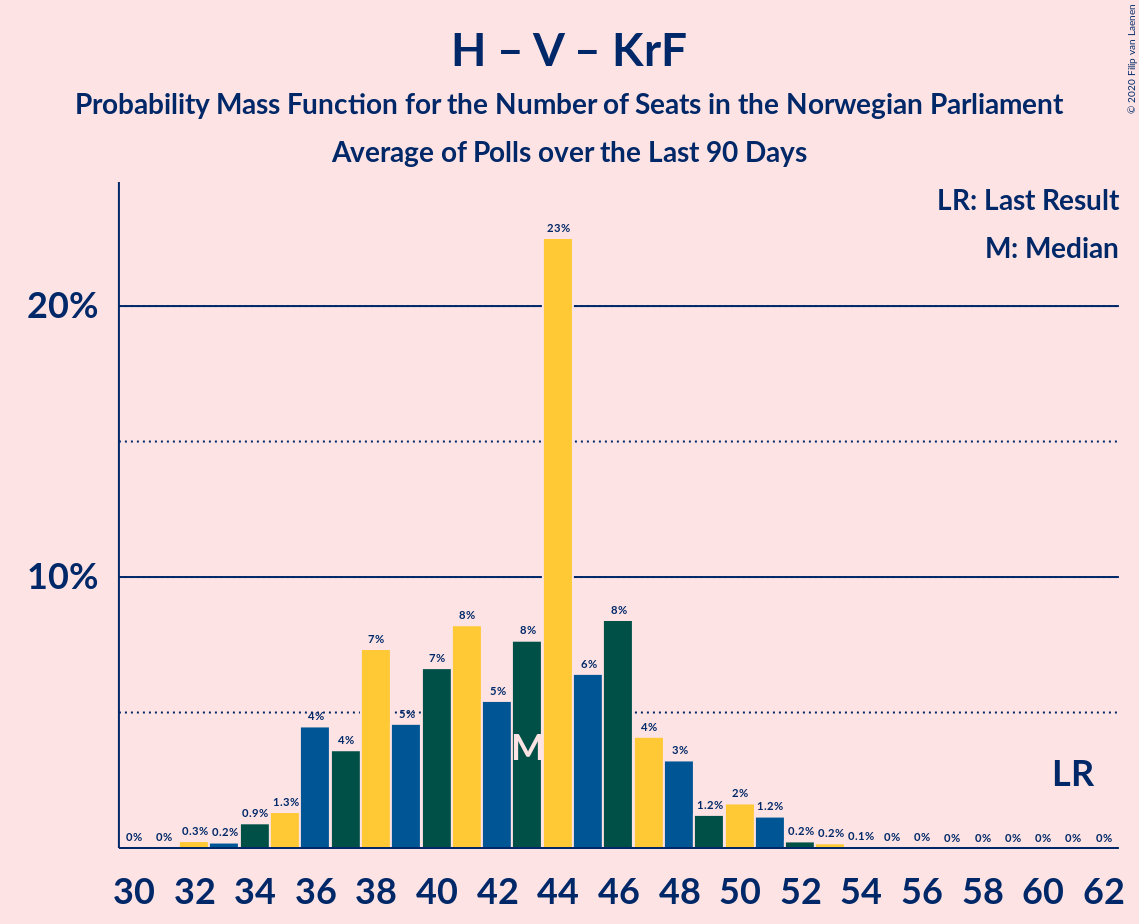 H – V – KrF
Probability Mass Function for the Number of Seats in the Norwegian Parliament
Average of Polls over the Last 90 Days
© 2020 Filip van Laenen
LR: Last Result
M: Median
20%
10%
0% 0% 0.3% 0.2% 0.9% 1.3% 4% 4% 7% 5% 7% 8% 5% 8% 23% 6% 8% 4% 3% 1.2% 2% 1.2% 0.2% 0.2% 0.1% 0% 0% 0% 0% 0% 0% 0% 0%
M
LR
30 32 34 36 38 40 42 44 46 48 50 52 54 56 58 60 62